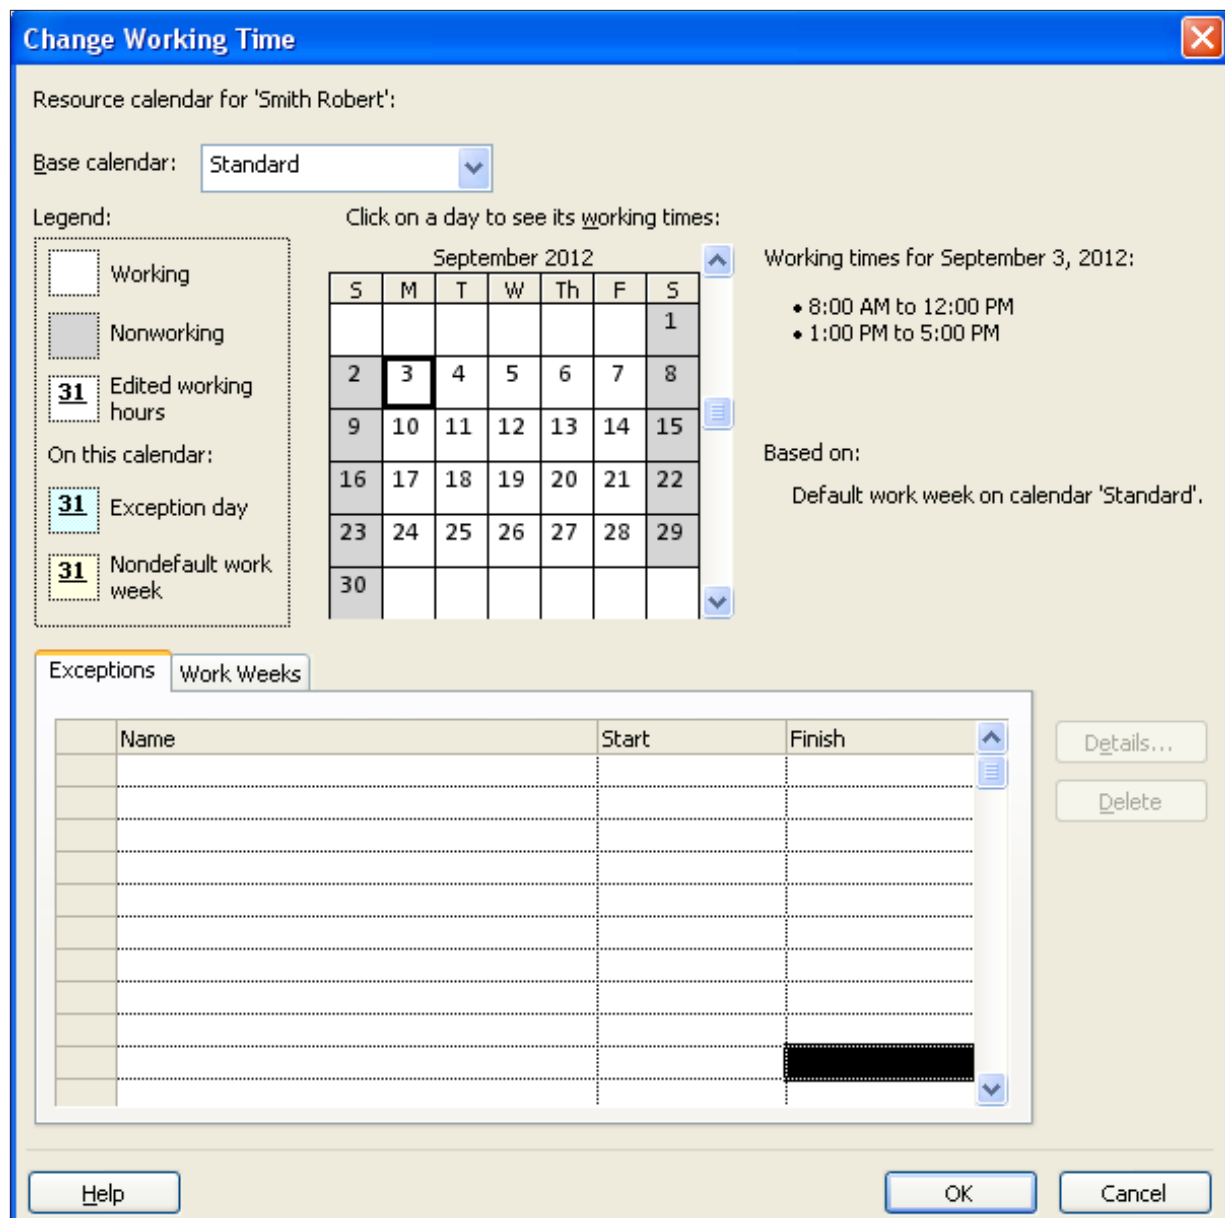 Change Working Time
Resource calendar for 'Smith Robert':
Base calendar: Standard
Legend:
Working
Nonworking
31 Edited working
hours
On this calendar:
31 Exception day
31 Nondefault work
week
Click on a day to see its working times:
September 2012
S M T W Th F S
1
2 3 4 5 6 7 8
9 10 11 12 13 14 15
16 17 18 19 20 21 22
23 24 25 26 27 28 29
30
Working times for September 3, 2012:
• 8:00 AM to 12:00 PM
• 1:00 PM to 5:00 PM
Based on:
Default work week on calendar 'Standard'.
Exceptions Work Weeks
Name Start Finish
Details...
Delete
Help OK Cancel